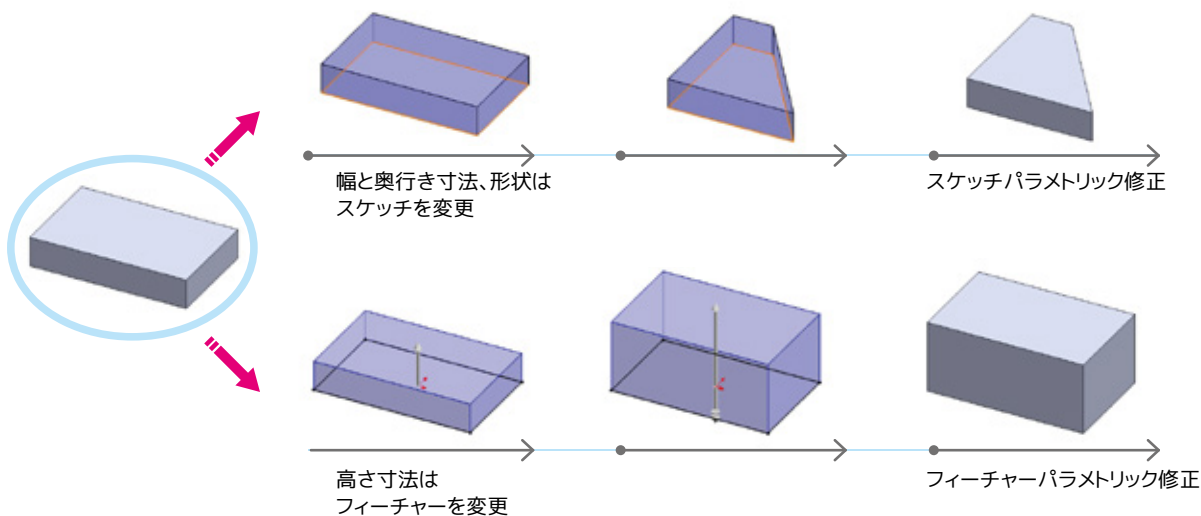 幅と奥行き寸法、形状は
スケッチを変更
スケッチパラメトリック修正
高さ寸法は
フィーチャーを変更
フィーチャーパラメトリック修正